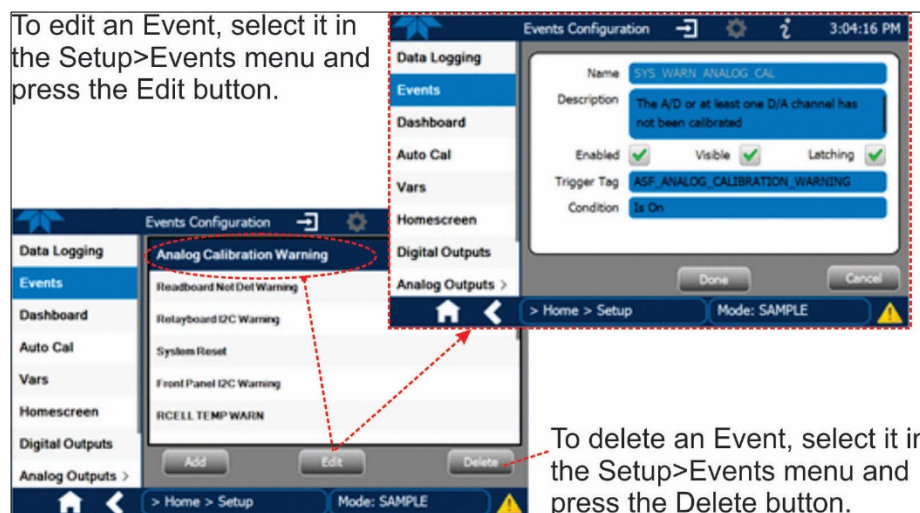 To edit an Event, select it in
the Setup>Events menu and
press the Edit button.
Events Configuration
3:04:16 PM
Data Logging
Events
Dashboard
Auto Cal
Vars
Homescreen
Digital Outputs
Analog Outputs >
Name SYS_WARN_ANALOG_CAL
Description The A/D or at least one D/A channel has
not been calibrated
Enabled Visible Latching
Trigger Tag ASF_ANALOG_CALIBRATION_WARNING
Condition Is On
Done Cancel
> Home > Setup Mode: SAMPLE
Events Configuration
Data Logging
Events
Dashboard
Auto Cal
Vars
Homescreen
Digital Outputs
Analog Outputs >
Analog Calibration Warning
Readboard Not Det Warning
Relayboard I2C Warning
System Reset
Front Panel I2C Warning
RCELL TEMP WARN
Add Edit Delete
> Home > Setup Mode: SAMPLE
To delete an Event, select it in
the Setup>Events menu and
press the Delete button.